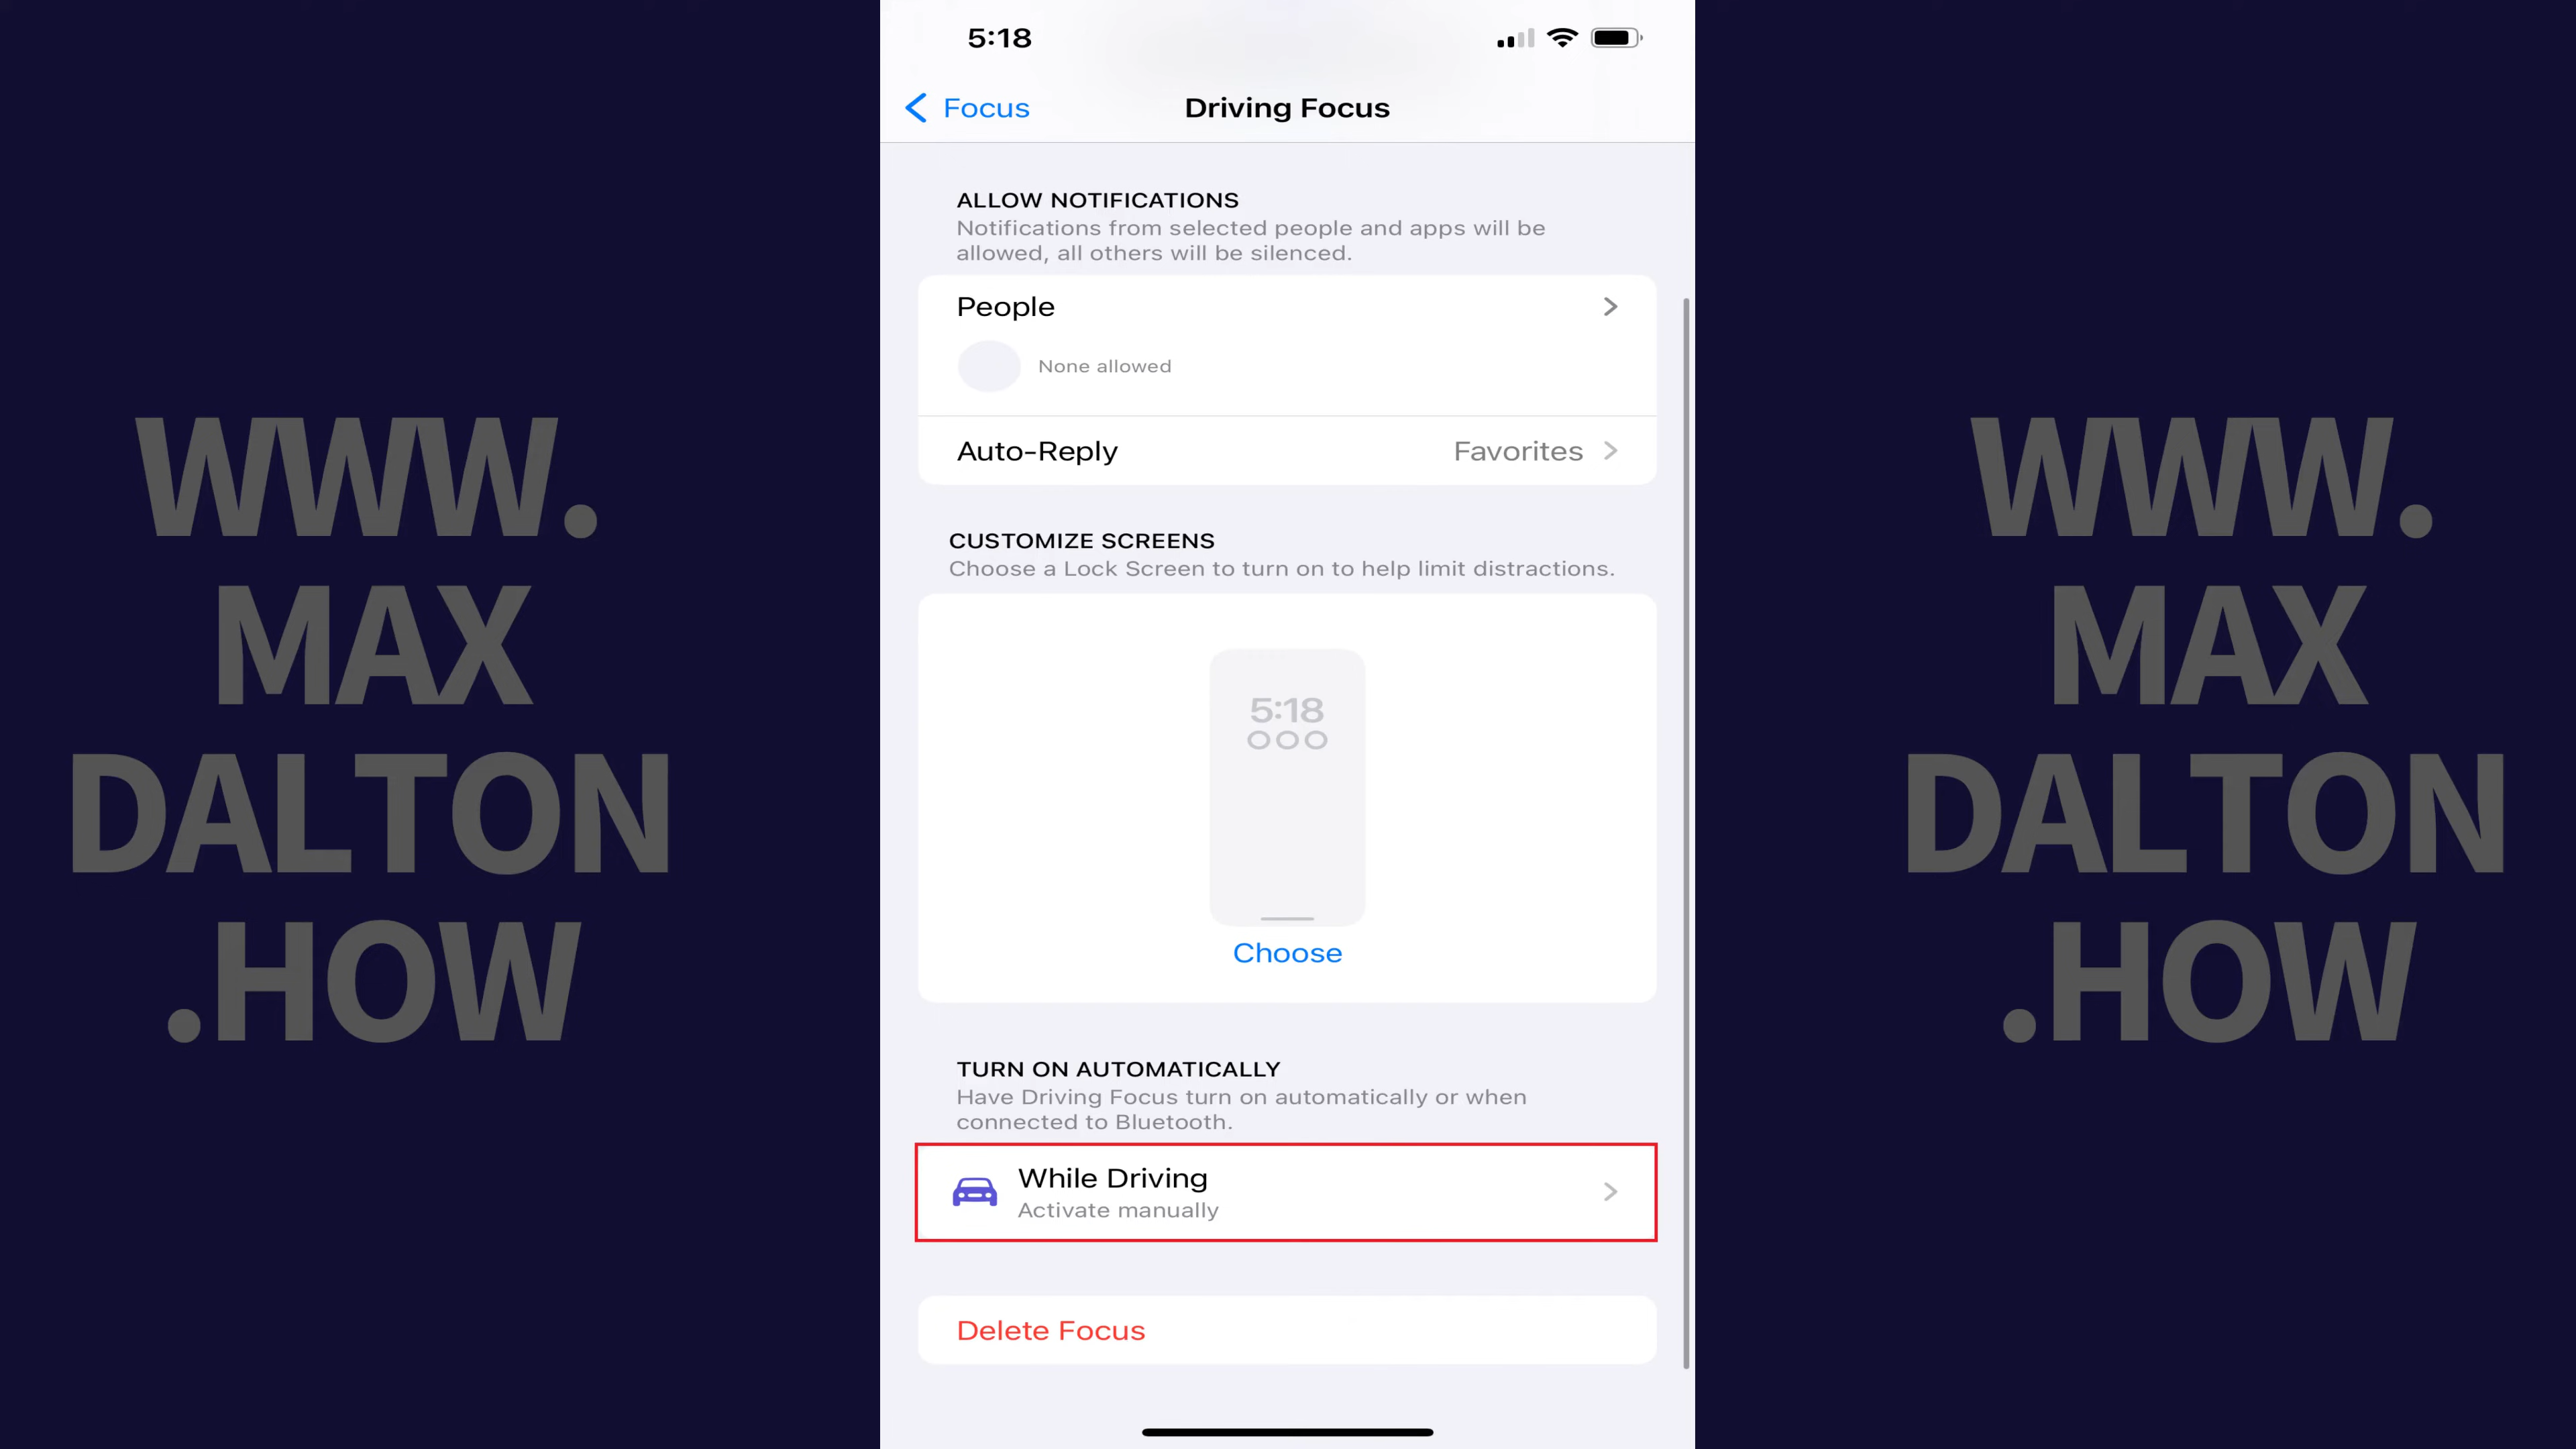 WWW.
MAX
DALTON
.HOW
5:18
Focus
Driving Focus
ALLOW NOTIFICATIONS
Notifications from selected people and apps will be
allowed, all others will be silenced.
People
None allowed
Auto-Reply Favorites
CUSTOMIZE SCREENS
Choose a Lock Screen to turn on to help limit distractions.
5:18
Choose
TURN ON AUTOMATICALLY
Have Driving Focus turn on automatically or when
connected to Bluetooth.
While Driving
Activate manually
Delete Focus
WWW.
MAX
DALTON
.HOW